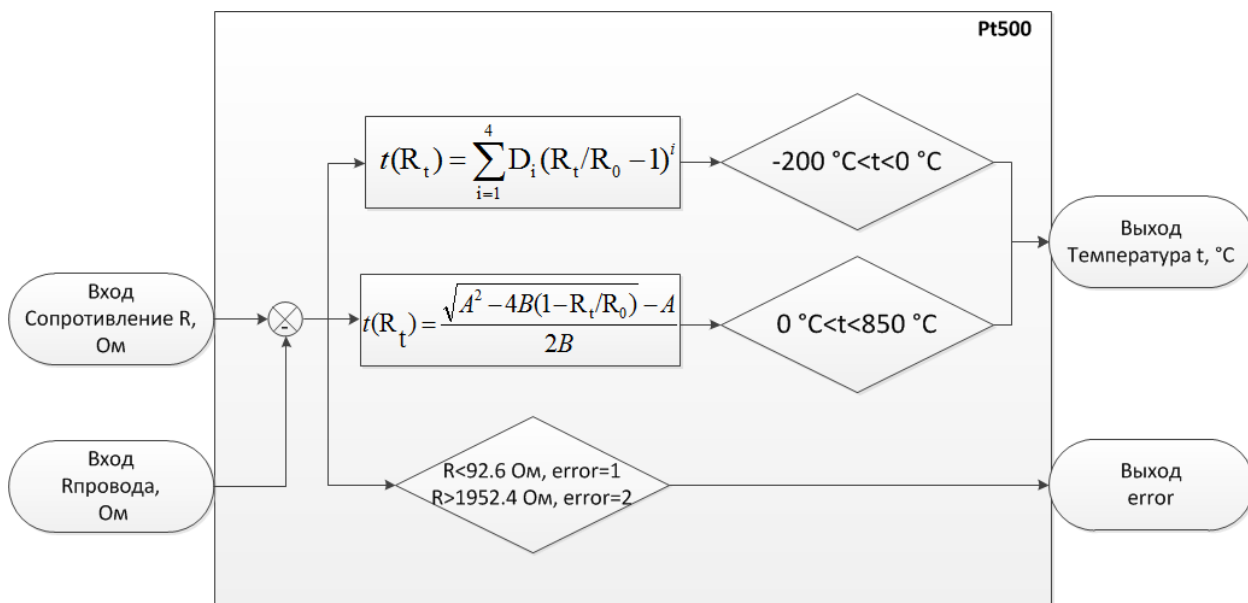 Pt500
4
t(R_t) = ∑ D_i (R_t/R_0 − 1)^i
i=1
-200 °C<t<0 °C
Выход
Температура t, °C
Вход
Сопротивление R,
Ом
-
t(R_t) = (√(A² − 4B(1−R_t/R_0)) − A) / 2B
0 °C<t<850 °C
Вход
Rпровода,
Ом
R<92.6 Ом, error=1
R>1952.4 Ом, error=2
Выход
error